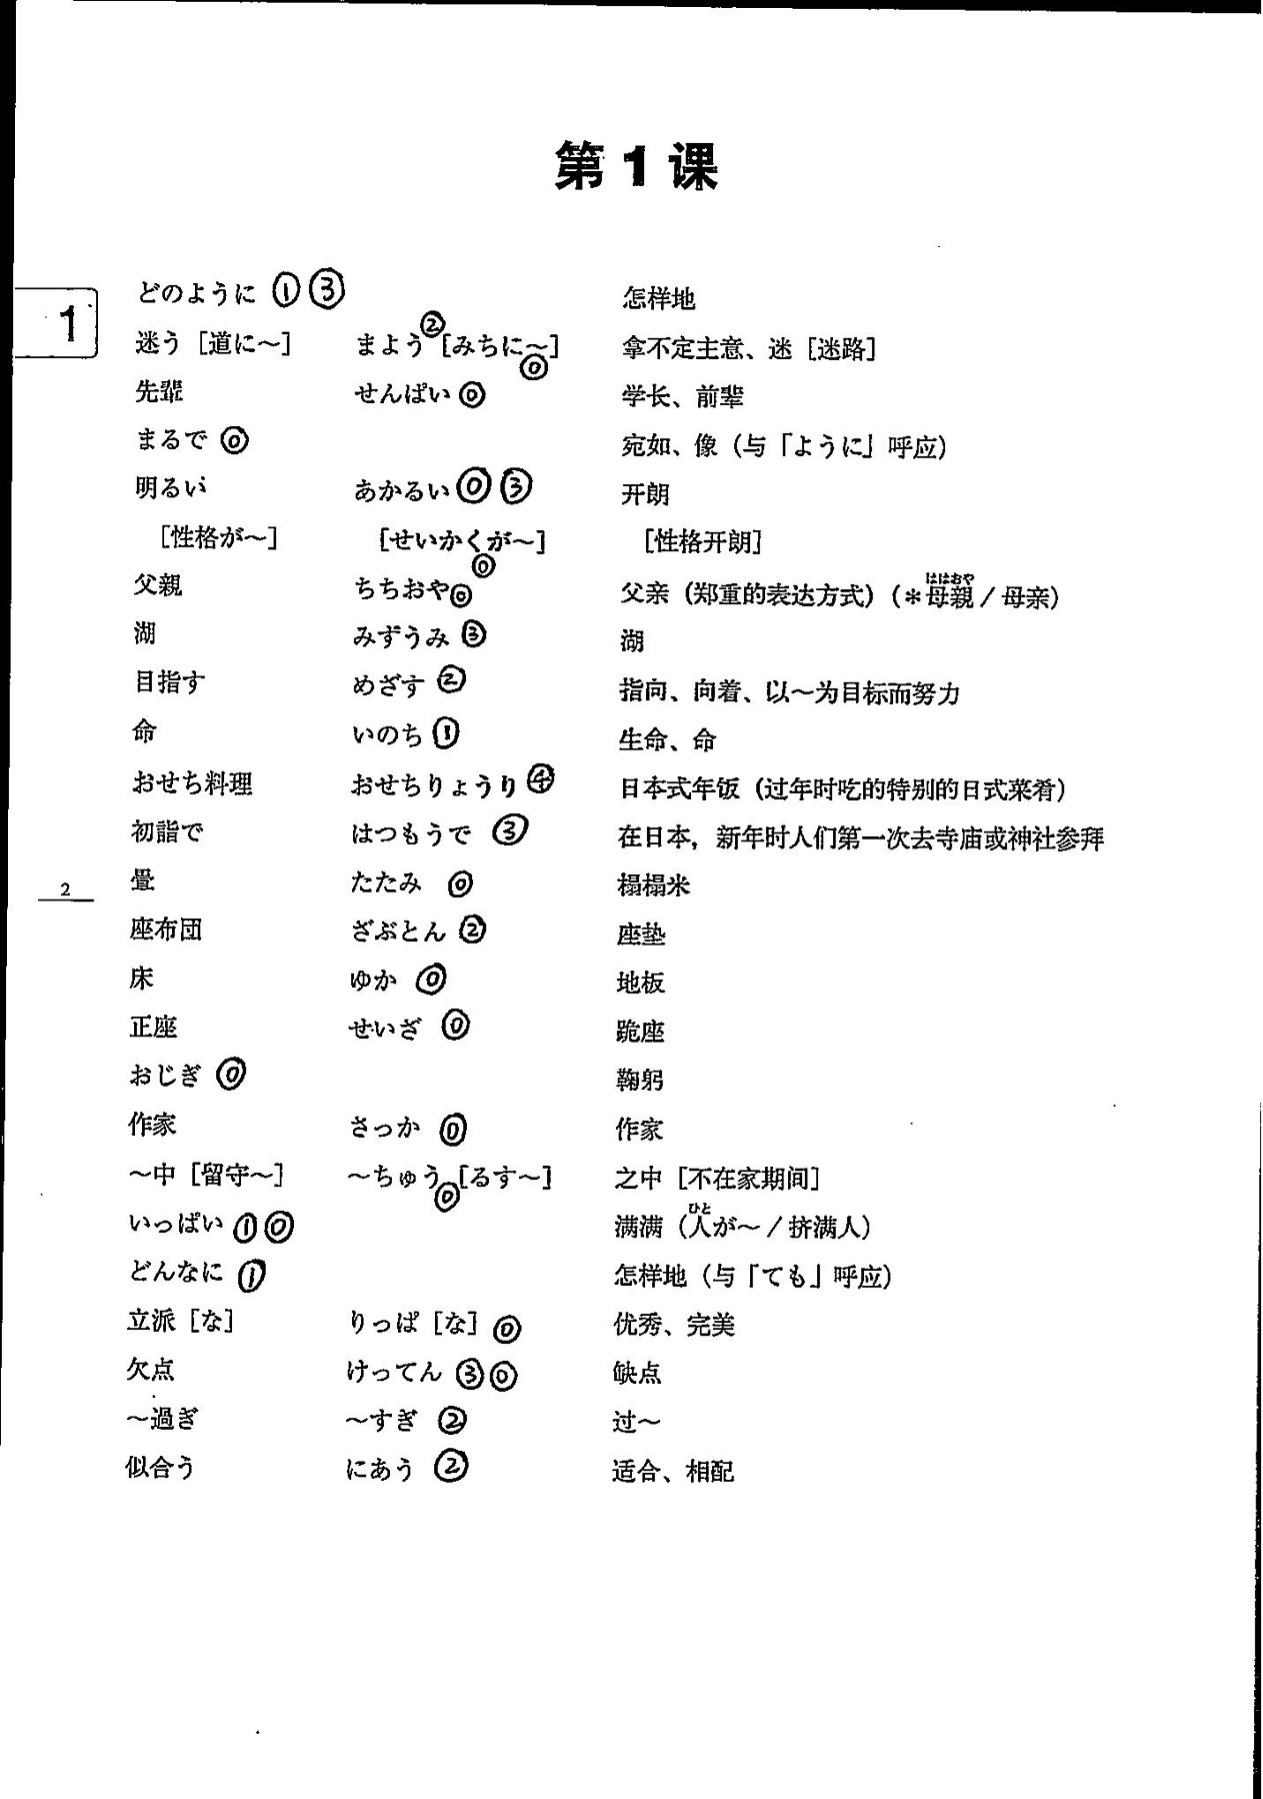 第1课
1
どのように ①③ 怎样地
迷う［道に～］ まよう②［みちに～］⓪ 拿不定主意、迷［迷路］
先輩 せんぱい⓪ 学长、前辈
まるで⓪ 宛如、像（与「ように」呼应）
明るい あかるい⓪③ 开朗
［性格が～］ ［せいかくが～］⓪ ［性格开朗］
父親 ちちおや⓪ 父亲（郑重的表达方式）（＊母親ははおや／母亲）
湖 みずうみ③ 湖
目指す めざす② 指向、向着、以～为目标而努力
命 いのち① 生命、命
おせち料理 おせちりょうり④ 日本式年饭（过年时吃的特别的日式菜肴）
初詣で はつもうで③ 在日本，新年时人们第一次去寺庙或神社参拜
畳 たたみ⓪ 榻榻米
2
座布団 ざぶとん② 座垫
床 ゆか⓪ 地板
正座 せいざ⓪ 跪座
おじぎ⓪ 鞠躬
作家 さっか⓪ 作家
～中［留守～］ ～ちゅう［るす～］⓪ 之中［不在家期间］
いっぱい①⓪ 满满（人ひとが～／挤满人）
どんなに① 怎样地（与「ても」呼应）
立派［な］ りっぱ［な］⓪ 优秀、完美
欠点 けってん③⓪ 缺点
～過ぎ ～すぎ② 过～
似合う にあう② 适合、相配